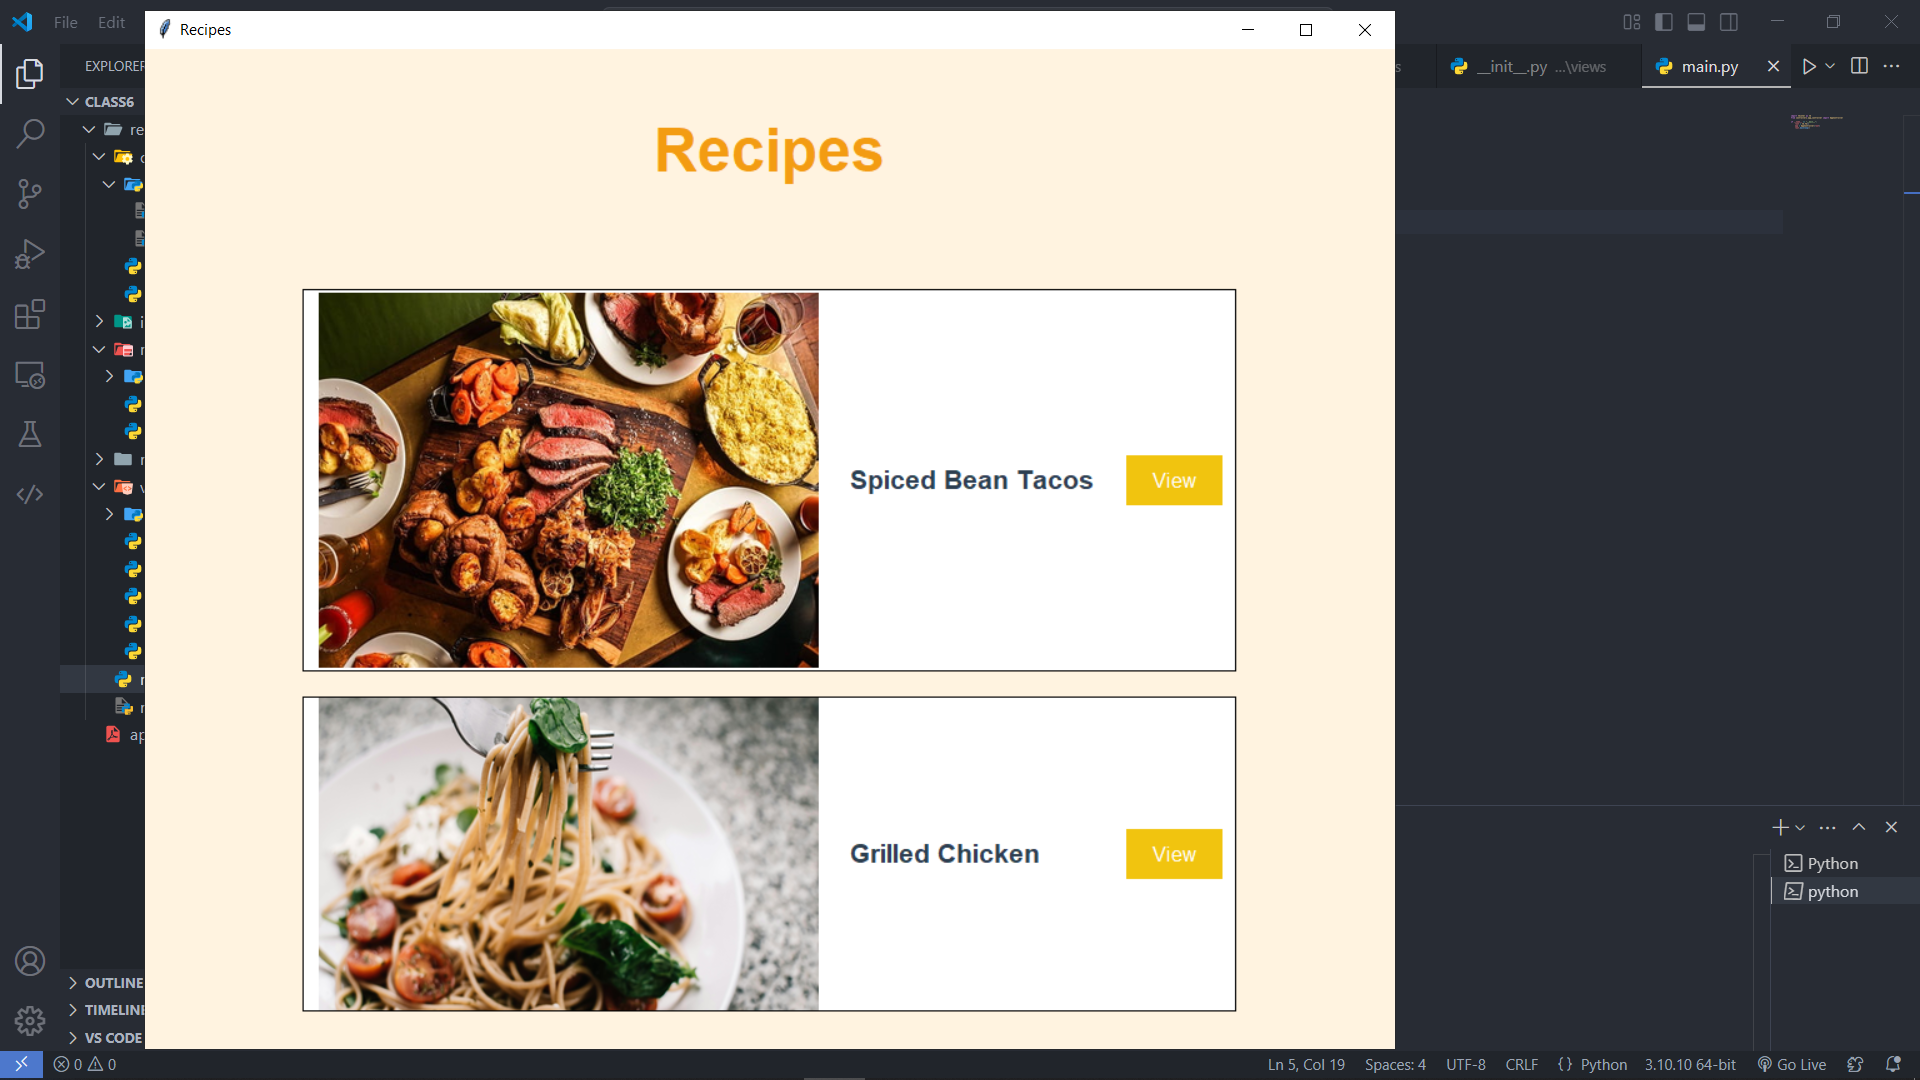 File Edit
Recipes
EXPLORER
__init__.py ...\views
main.py
CLASS6
Recipes
Spiced Bean Tacos
View
Grilled Chicken
View
Python
python
OUTLINE
TIMELINE
VS CODE
0 0
Ln 5, Col 19 Spaces: 4 UTF-8 CRLF {} Python 3.10.10 64-bit Go Live